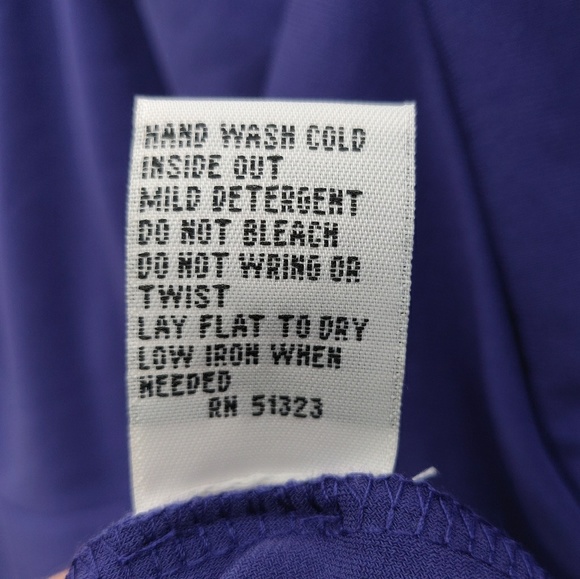 HAND WASH COLD
INSIDE OUT
MILD DETERGENT
DO NOT BLEACH
DO NOT WRING OR
TWIST
LAY FLAT TO DRY
LOW IRON WHEN
NEEDED
RN 51323